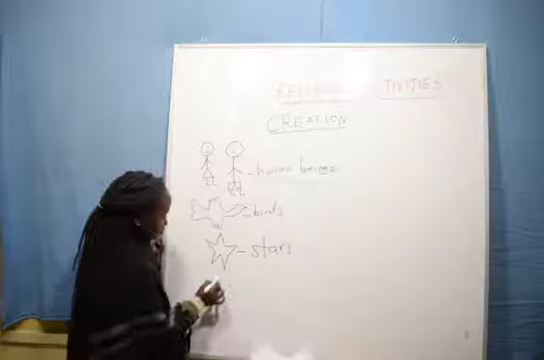 TIVITIES
CREATION
- human beings
- birds
- stars